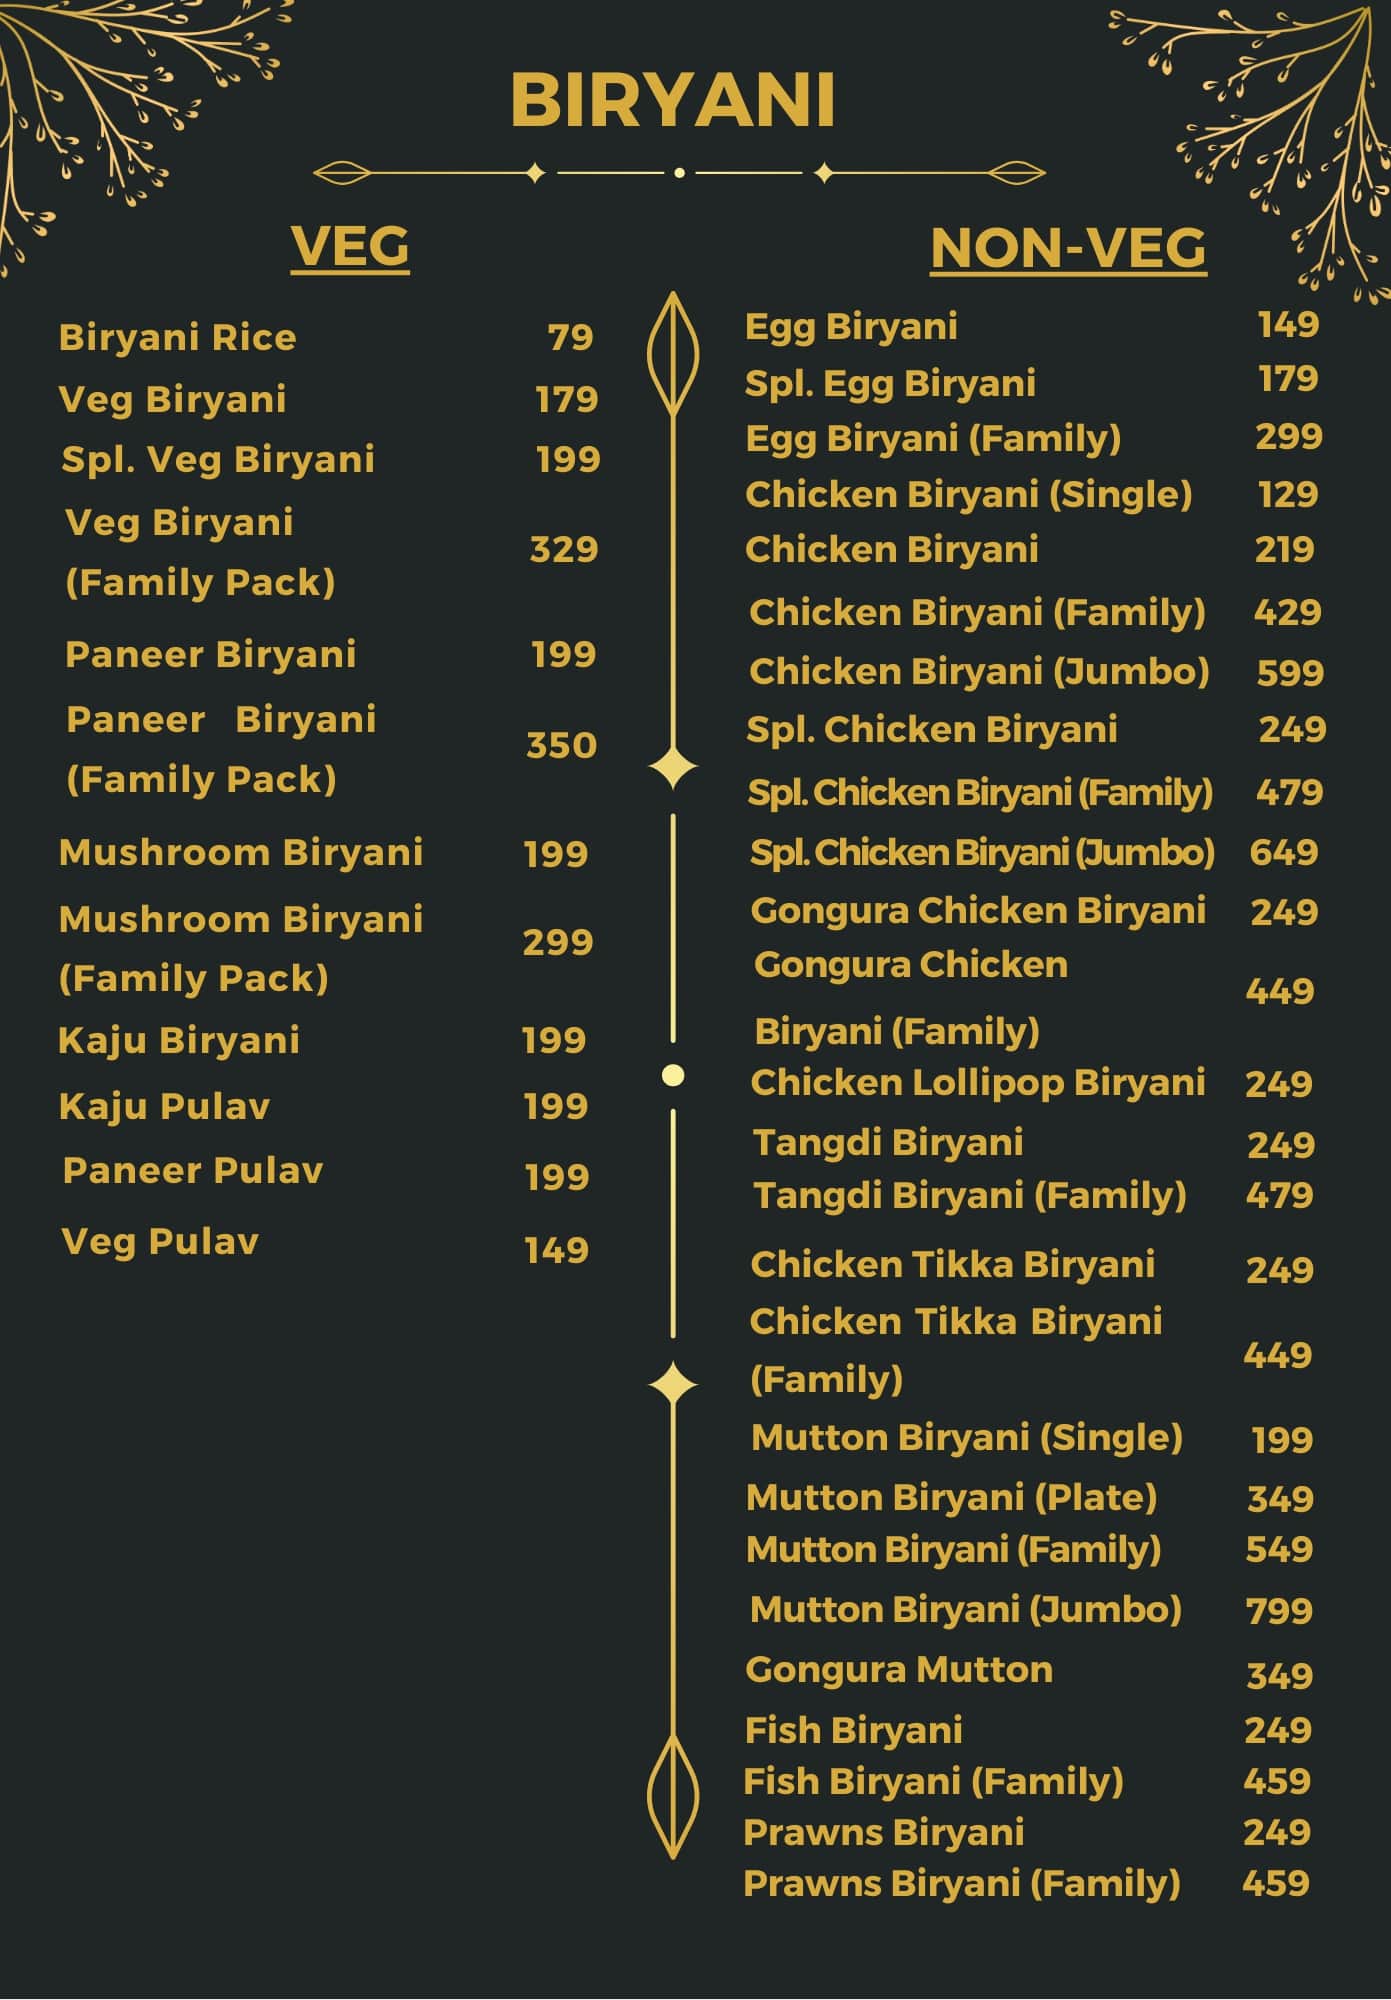 BIRYANI
VEG
Biryani Rice 79
Veg Biryani 179
Spl. Veg Biryani 199
Veg Biryani
(Family Pack) 329
Paneer Biryani 199
Paneer Biryani
(Family Pack) 350
Mushroom Biryani 199
Mushroom Biryani
(Family Pack) 299
Kaju Biryani 199
Kaju Pulav 199
Paneer Pulav 199
Veg Pulav 149
NON-VEG
Egg Biryani 149
Spl. Egg Biryani 179
Egg Biryani (Family) 299
Chicken Biryani (Single) 129
Chicken Biryani 219
Chicken Biryani (Family) 429
Chicken Biryani (Jumbo) 599
Spl. Chicken Biryani 249
Spl. Chicken Biryani (Family) 479
Spl. Chicken Biryani (Jumbo) 649
Gongura Chicken Biryani 249
Gongura Chicken
Biryani (Family) 449
Chicken Lollipop Biryani 249
Tangdi Biryani 249
Tangdi Biryani (Family) 479
Chicken Tikka Biryani 249
Chicken Tikka Biryani
(Family) 449
Mutton Biryani (Single) 199
Mutton Biryani (Plate) 349
Mutton Biryani (Family) 549
Mutton Biryani (Jumbo) 799
Gongura Mutton 349
Fish Biryani 249
Fish Biryani (Family) 459
Prawns Biryani 249
Prawns Biryani (Family) 459